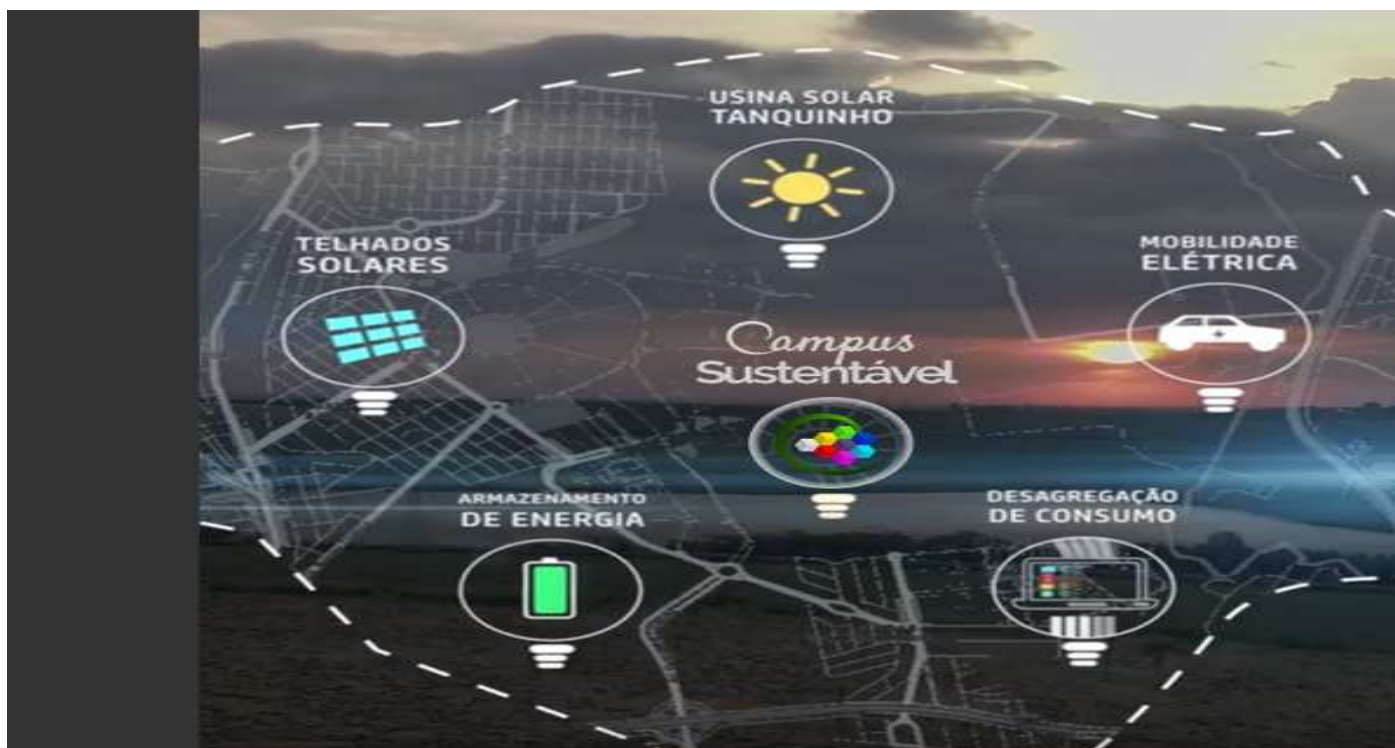 USINA SOLAR
TANQUINHO
TELHADOS
SOLARES
MOBILIDADE
ELÉTRICA
Campus
Sustentável
ARMAZENAMENTO
DE ENERGIA
DESAGREGAÇÃO
DE CONSUMO